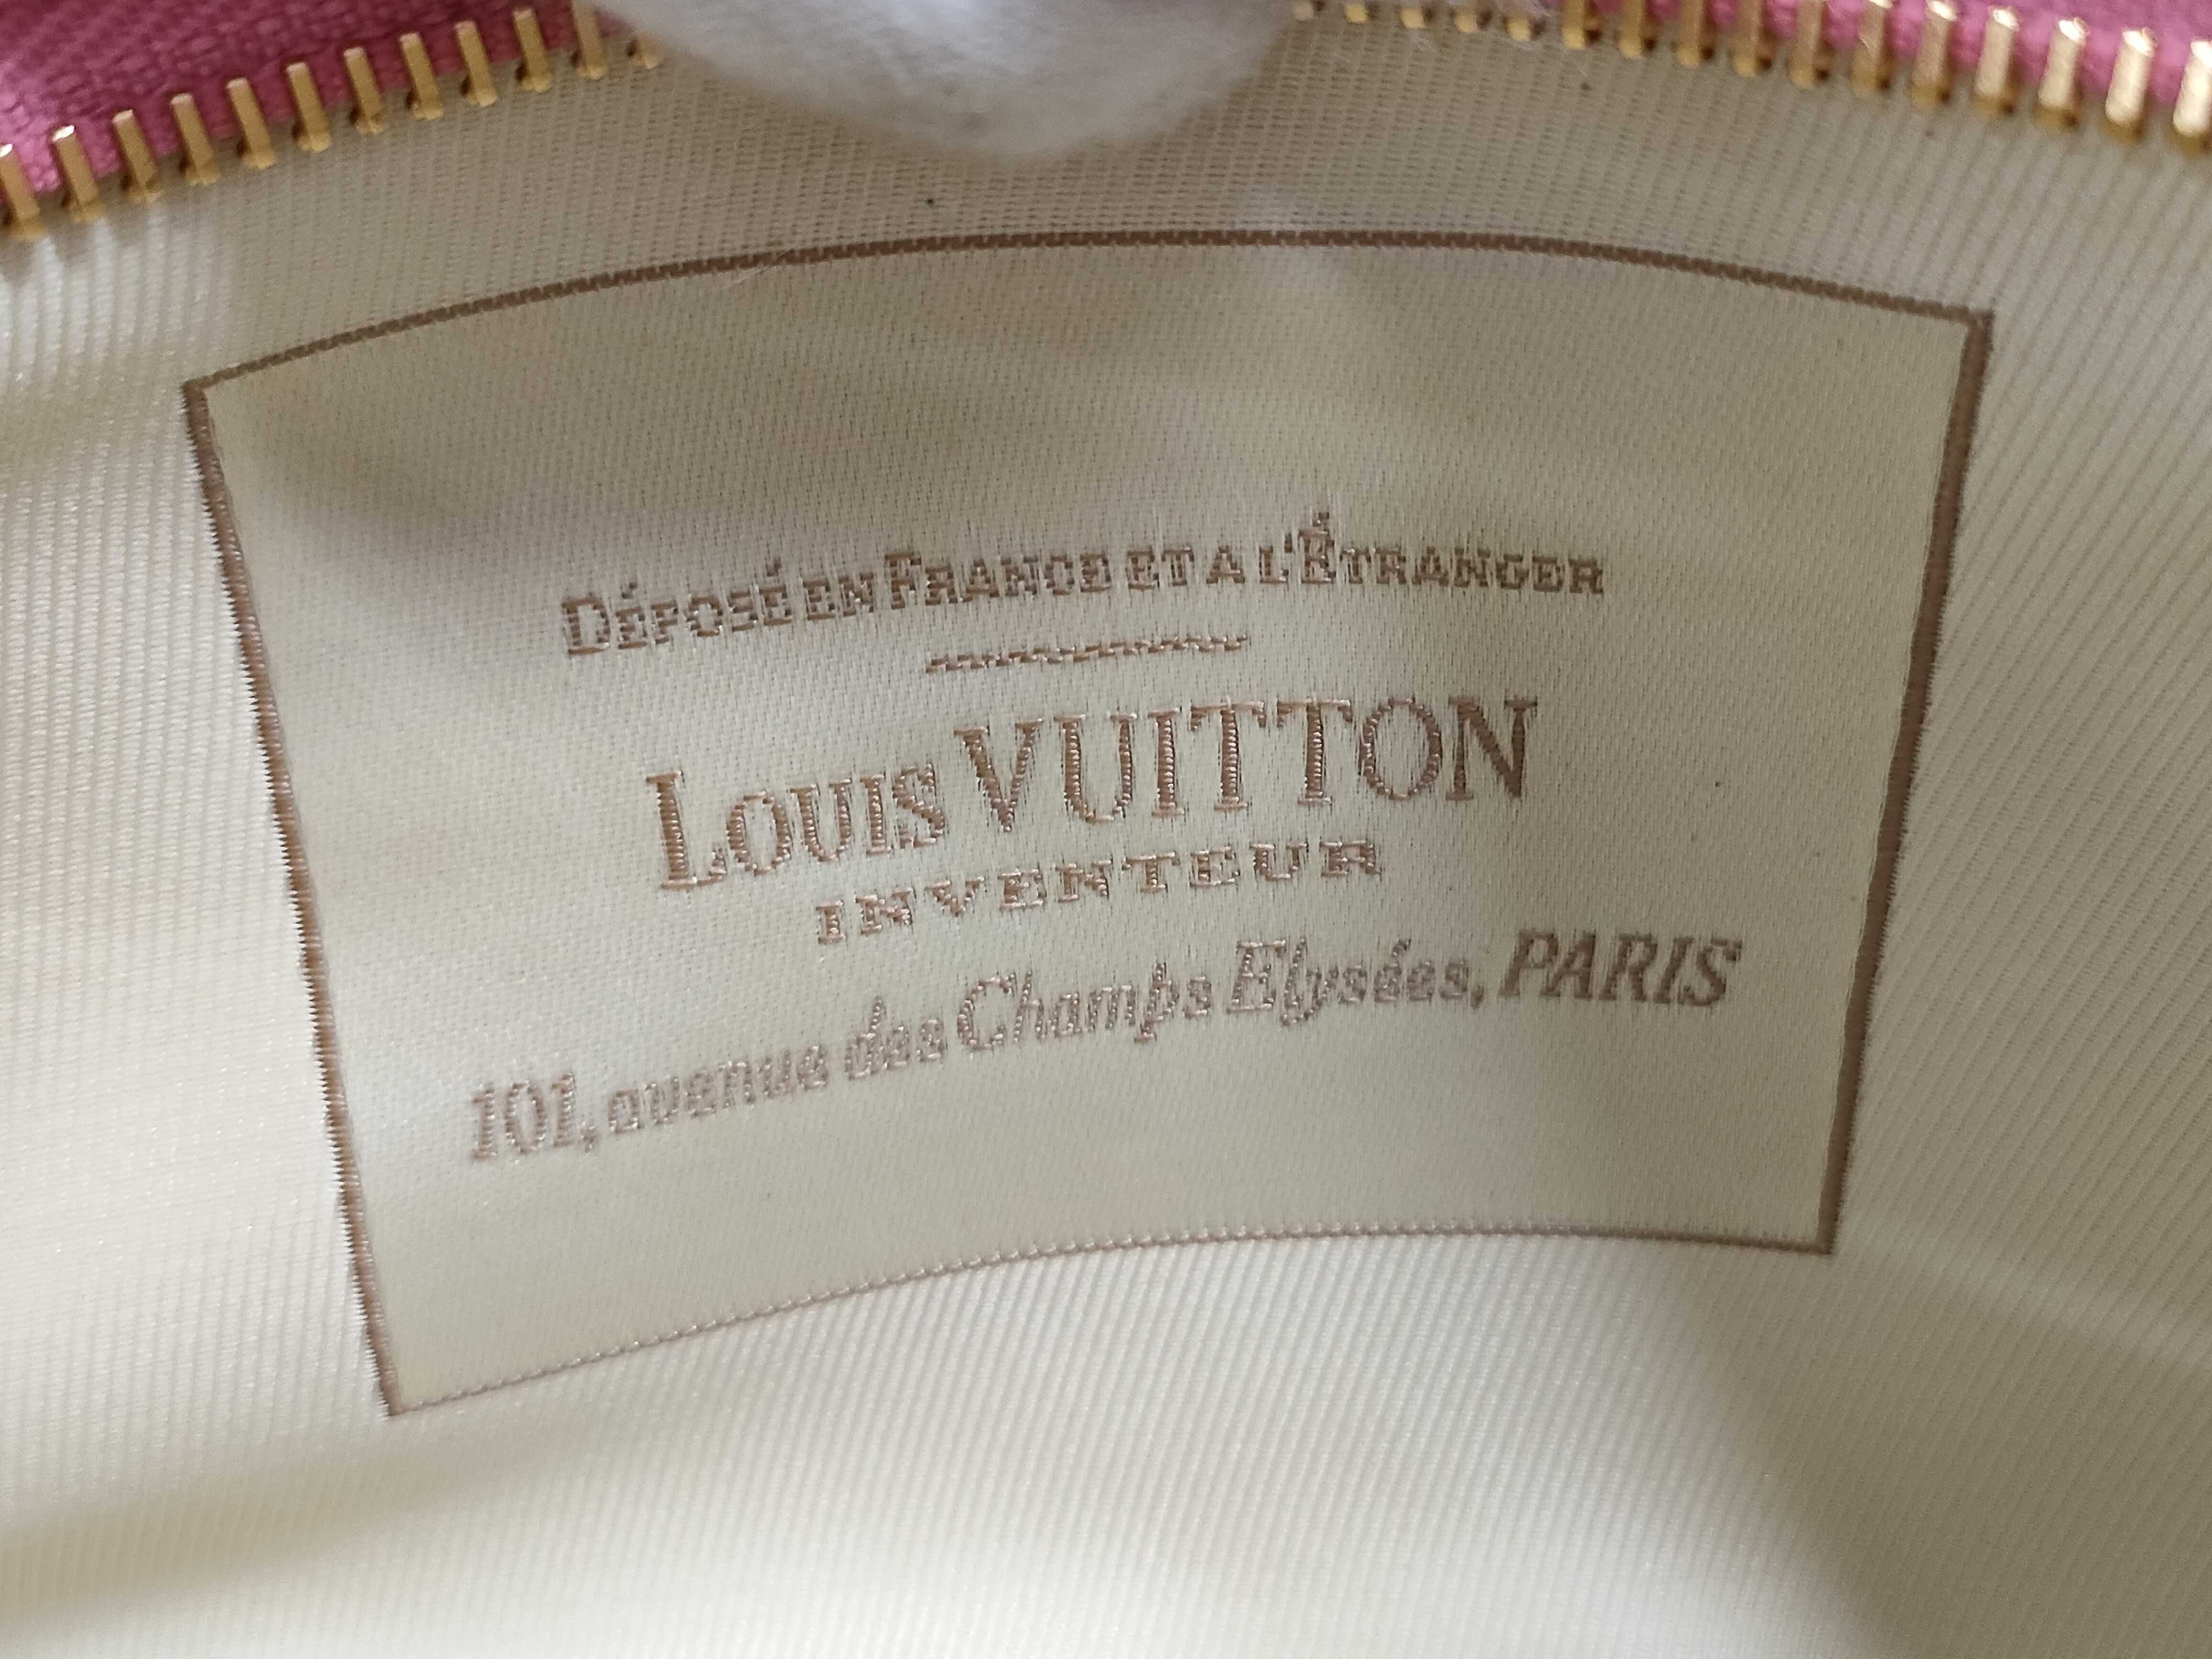 DÉPOSÉ EN FRANCE ET A L'ÉTRANGER
LOUIS VUITTON
INVENTEUR
101, avenue des Champs Elysées, PARIS